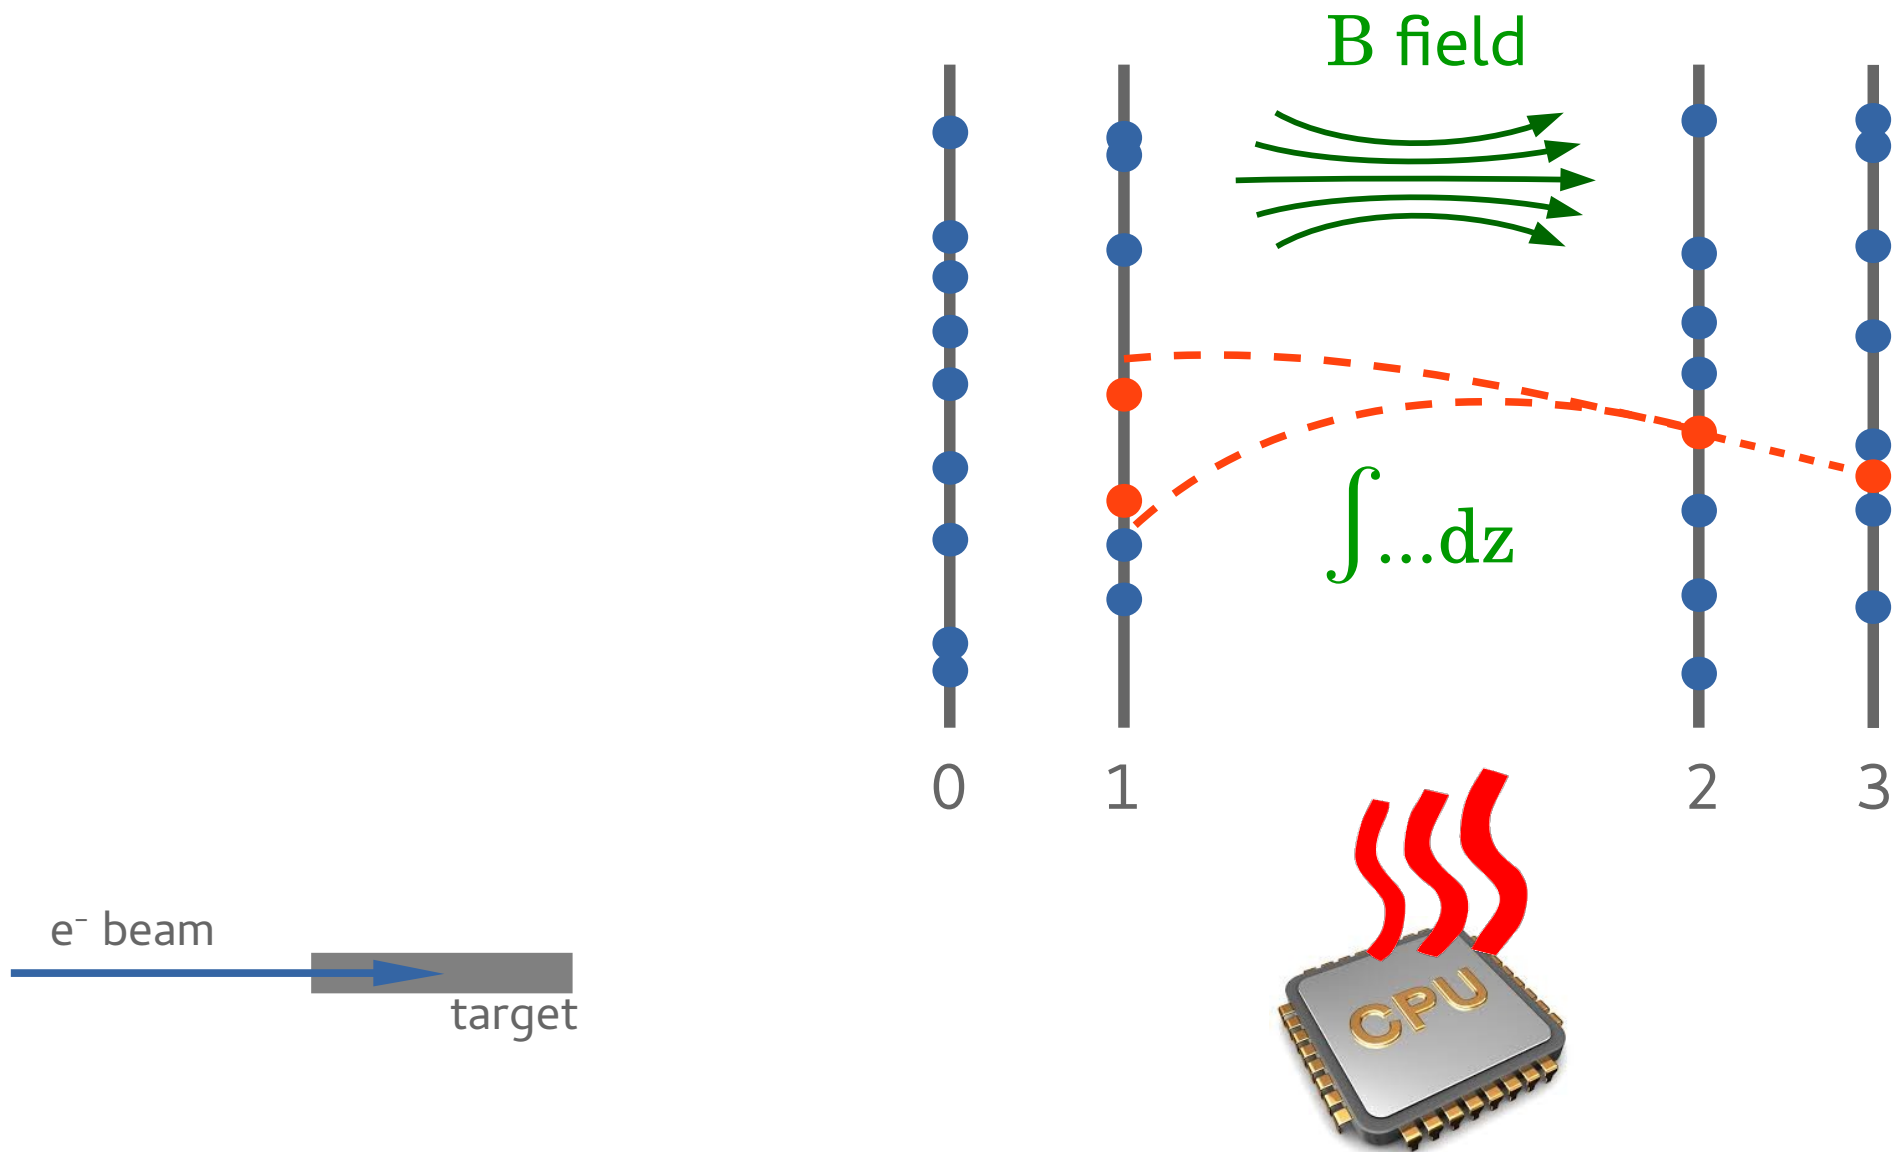 B field
∫...dz
0 1 2 3
e⁻ beam
target
CPU